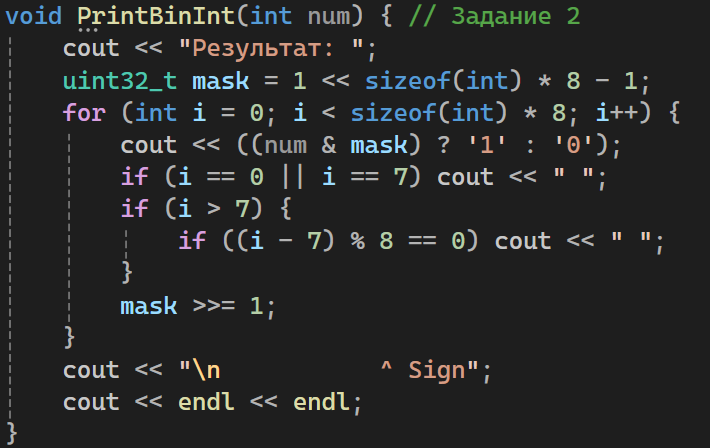 void PrintBinInt(int num) { // Задание 2
    cout << "Результат: ";
    uint32_t mask = 1 << sizeof(int) * 8 - 1;
    for (int i = 0; i < sizeof(int) * 8; i++) {
        cout << ((num & mask) ? '1' : '0');
        if (i == 0 || i == 7) cout << " ";
        if (i > 7) {
            if ((i - 7) % 8 == 0) cout << " ";
        }
        mask >>= 1;
    }
    cout << "\n           ^ Sign";
    cout << endl << endl;
}